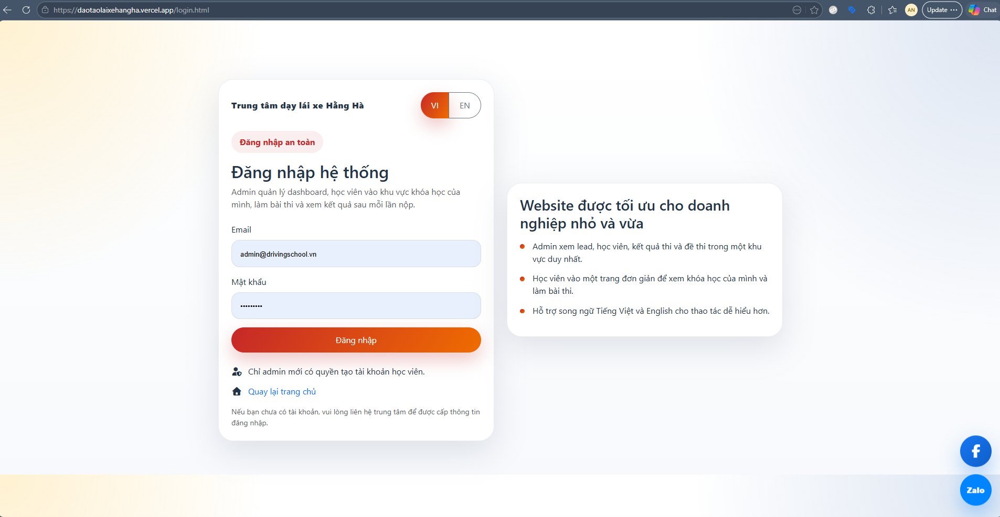 https://daotaolaixehangha.vercel.app/login.html
AN
Update
Chat
Trung tâm dạy lái xe Hằng Hà
VI
EN
Đăng nhập an toàn
Đăng nhập hệ thống
Admin quản lý dashboard, học viên vào khu vực khóa học của
mình, làm bài thi và xem kết quả sau mỗi lần nộp.
Email
admin@drivingschool.vn
Mật khẩu
Đăng nhập
Chỉ admin mới có quyền tạo tài khoản học viên.
Quay lại trang chủ
Nếu bạn chưa có tài khoản, vui lòng liên hệ trung tâm để được cấp thông tin
đăng nhập.
Website được tối ưu cho doanh
nghiệp nhỏ và vừa
Admin xem lead, học viên, kết quả thi và đề thi trong một khu
vực duy nhất.
Học viên vào một trang đơn giản để xem khóa học của mình và
làm bài thi.
Hỗ trợ song ngữ Tiếng Việt và English cho thao tác dễ hiểu hơn.
Zalo